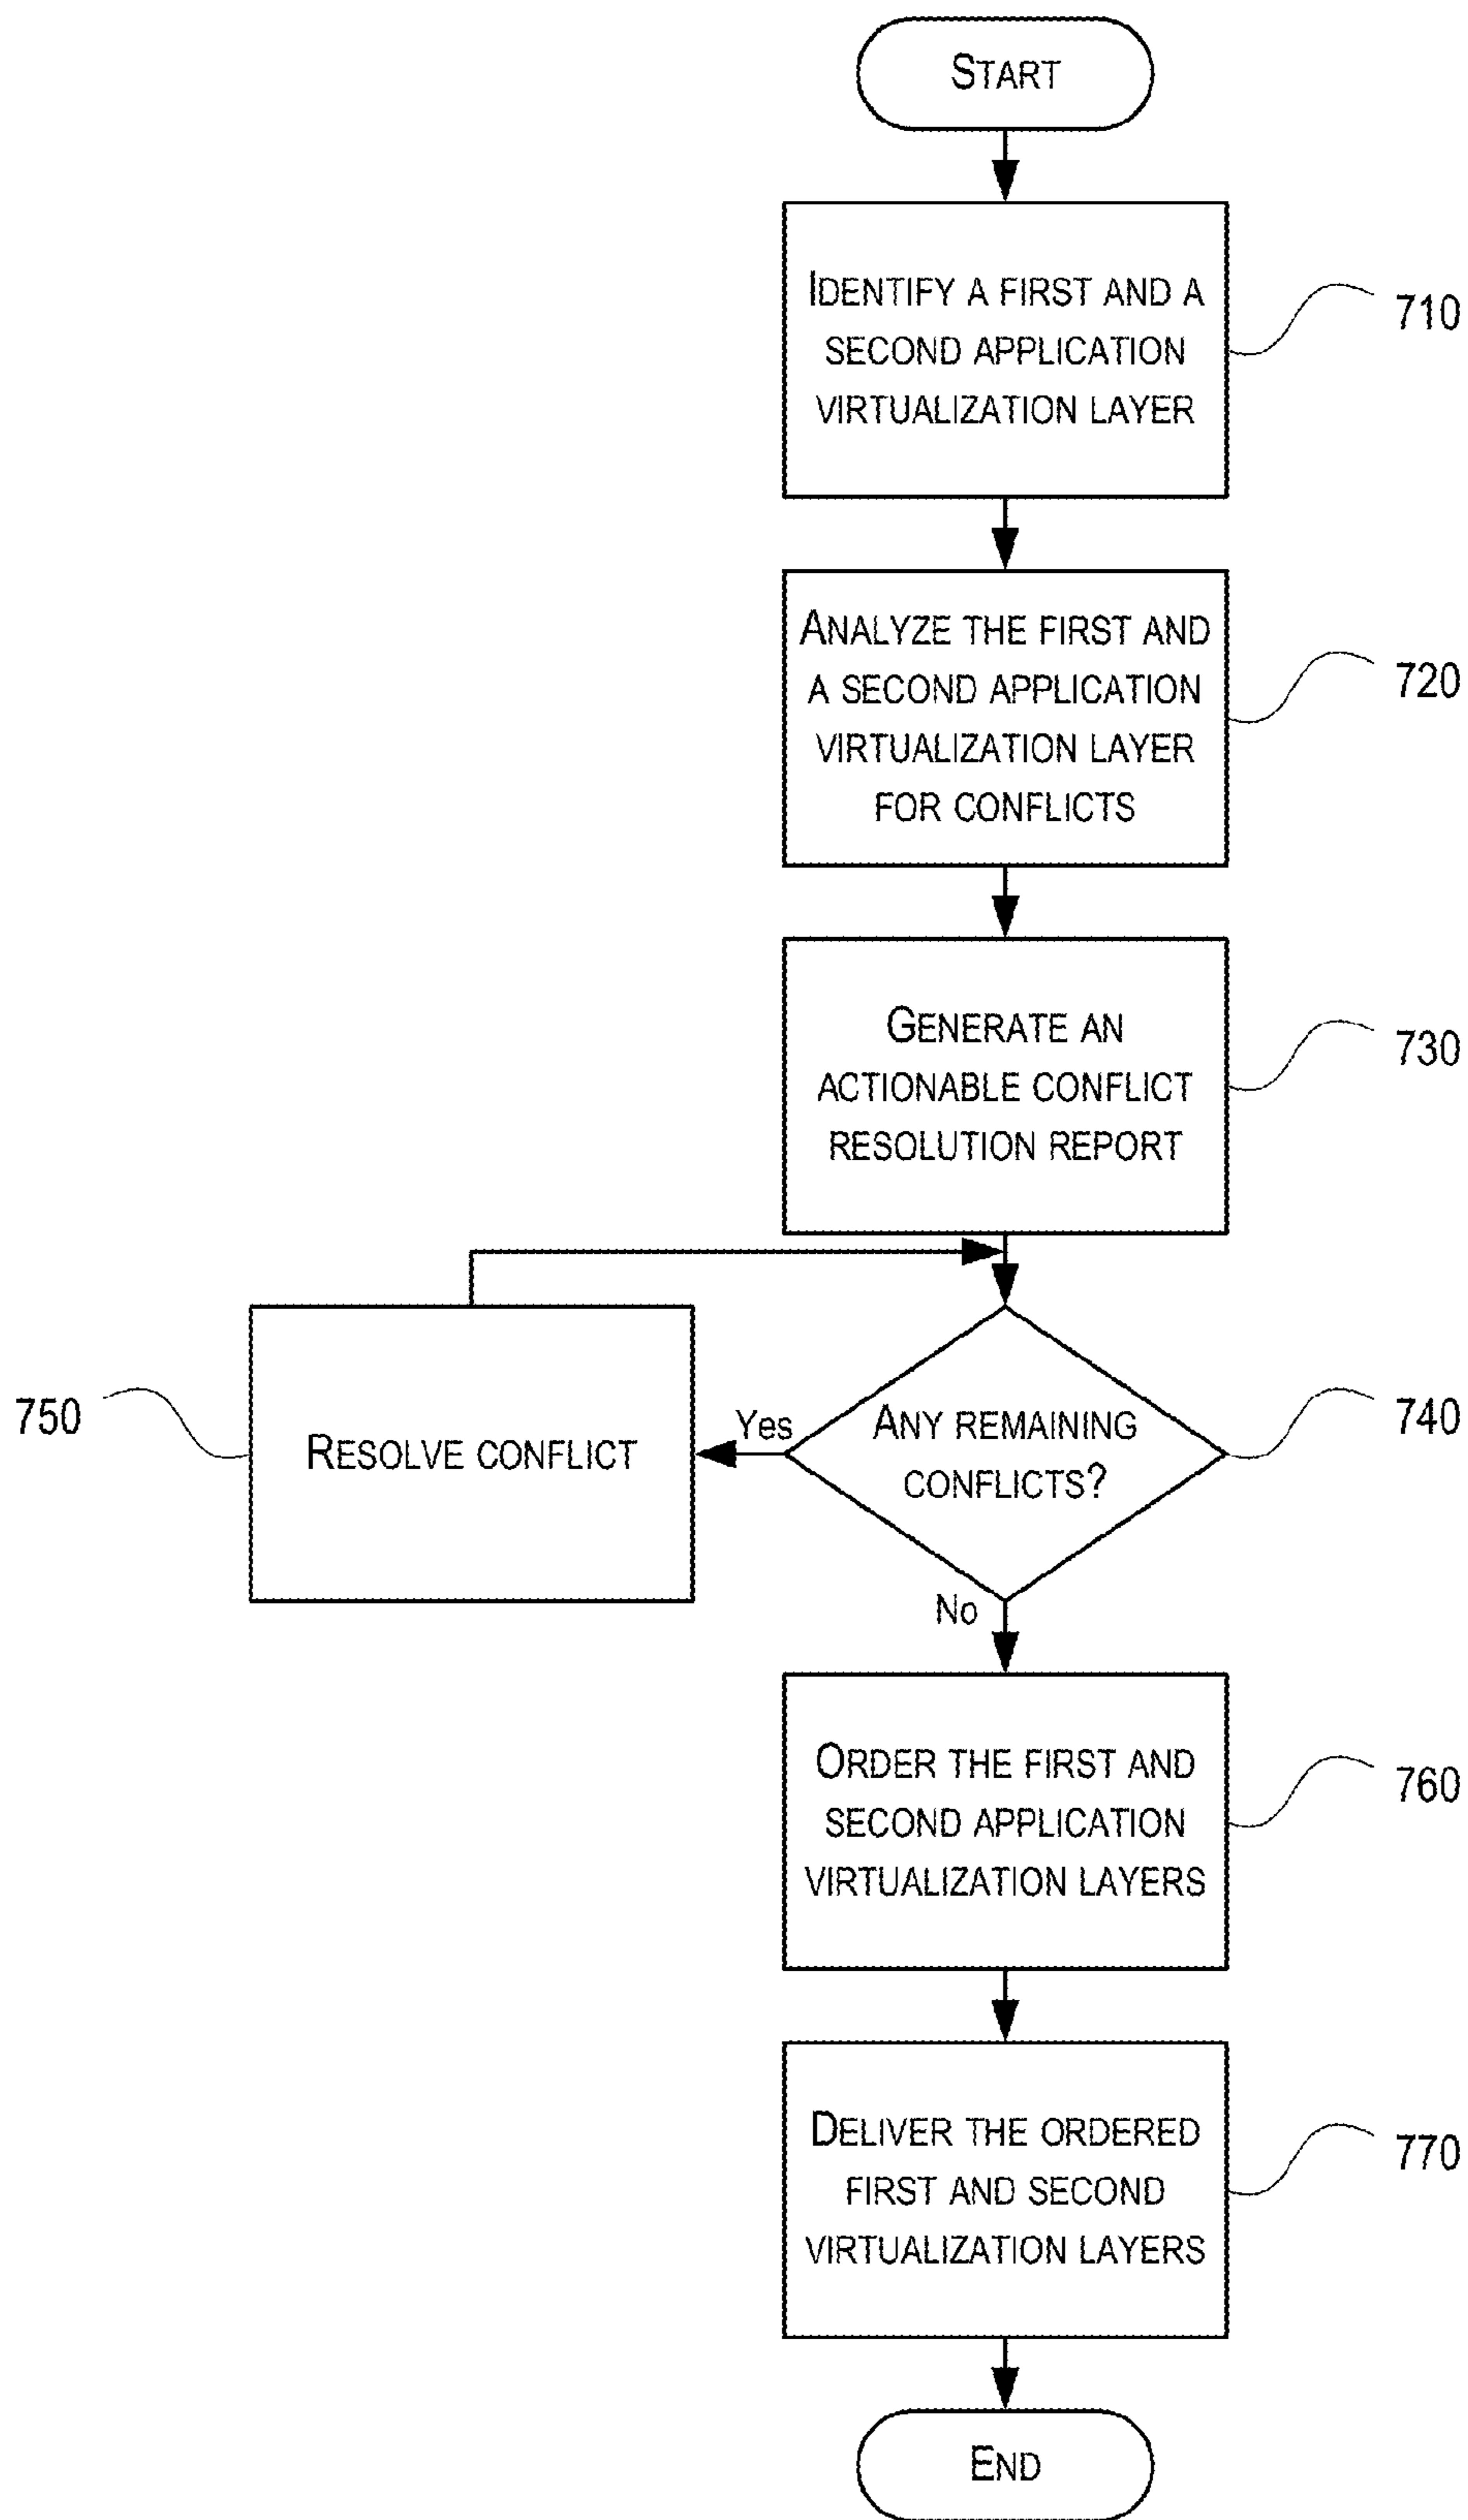 START
IDENTIFY A FIRST AND A
SECOND APPLICATION
VIRTUALIZATION LAYER
710
ANALYZE THE FIRST AND
A SECOND APPLICATION
VIRTUALIZATION LAYER
FOR CONFLICTS
720
GENERATE AN
ACTIONABLE CONFLICT
RESOLUTION REPORT
730
750
RESOLVE CONFLICT
Yes
ANY REMAINING
CONFLICTS?
740
No
ORDER THE FIRST AND
SECOND APPLICATION
VIRTUALIZATION LAYERS
760
DELIVER THE ORDERED
FIRST AND SECOND
VIRTUALIZATION LAYERS
770
END